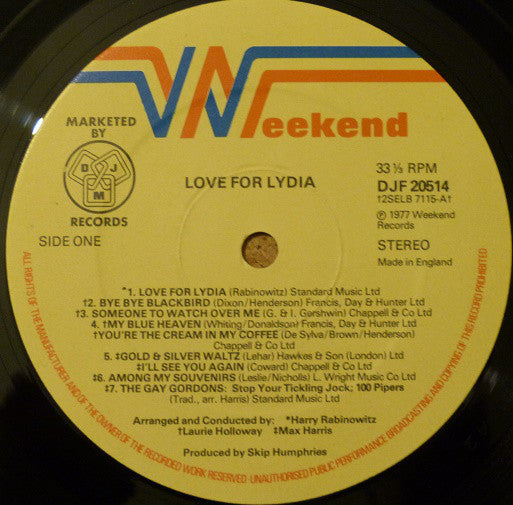 Weekend
MARKETED
BY
DJM
RECORDS
SIDE ONE
LOVE FOR LYDIA
33 ⅓ RPM
DJF 20514
†2SELB 7115-A†
Ⓟ 1977 Weekend
Records
STEREO
Made in England
*1. LOVE FOR LYDIA (Rabinowitz) Standard Music Ltd
‡2. BYE BYE BLACKBIRD (Dixon/Henderson) Francis, Day & Hunter Ltd
†3. SOMEONE TO WATCH OVER ME (G. & I. Gershwin) Chappell & Co Ltd
4. †MY BLUE HEAVEN (Whiting/Donaldson) Francis, Day & Hunter Ltd
†YOU'RE THE CREAM IN MY COFFEE (De Sylva/Brown/Henderson)
Chappell & Co Ltd
5. ‡GOLD & SILVER WALTZ (Lehar) Hawkes & Son (London) Ltd
‡I'LL SEE YOU AGAIN (Coward) Chappell & Co Ltd
‡6. AMONG MY SOUVENIRS (Leslie/Nicholls) L. Wright Music Co Ltd
‡7. THE GAY GORDONS: Stop Your Tickling Jock; 100 Pipers
(Trad., arr. Harris) Standard Music Ltd
Arranged and Conducted by: *Harry Rabinowitz
†Laurie Holloway ‡Max Harris
Produced by Skip Humphries
ALL RIGHTS OF THE MANUFACTURER AND OF THE OWNER OF THE RECORDED WORK RESERVED·UNAUTHORISED PUBLIC PERFORMANCE BROADCASTING AND COPYING OF THIS RECORD PROHIBITED